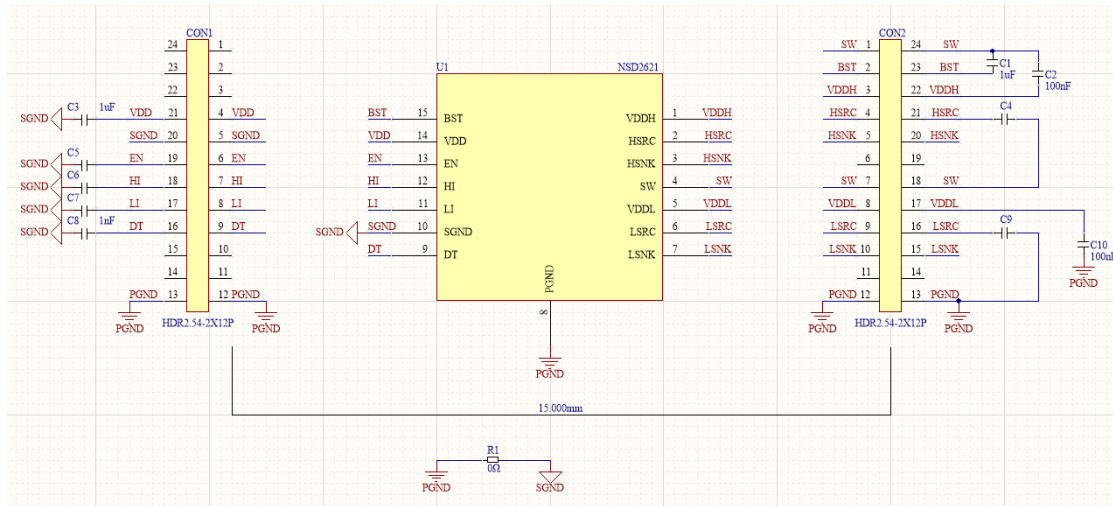 CON1
24 1
23 2
22 3
C3 1uF
SGND VDD 21 4 VDD
SGND 20 5 SGND
C5
SGND EN 19 6 EN
C6
SGND HI 18 7 HI
C7
SGND LI 17 8 LI
C8 1nF
SGND DT 16 9 DT
15 10
14 11
PGND 13 12 PGND
PGND PGND
HDR2.54-2X12P
U1 NSD2621
BST 15 BST VDDH 1 VDDH
VDD 14 VDD HSRC 2 HSRC
EN 13 EN HSNK 3 HSNK
HI 12 HI SW 4 SW
LI 11 LI VDDL 5 VDDL
SGND SGND 10 SGND LSRC 6 LSRC
DT 9 DT LSNK 7 LSNK
PGND
8
PGND
CON2
SW 1 24 SW
C1
1uF
BST 2 23 BST
C2
100nF
VDDH 3 22 VDDH
HSRC 4 21 HSRC C4
HSNK 5 20 HSNK
6 19
SW 7 18 SW
VDDL 8 17 VDDL
LSRC 9 16 LSRC C9
LSNK 10 15 LSNK
C10
100n
11 14
PGND
PGND 12 13 PGND
PGND PGND
HDR2.54-2X12P
15.000mm
R1
0Ω
PGND SGND